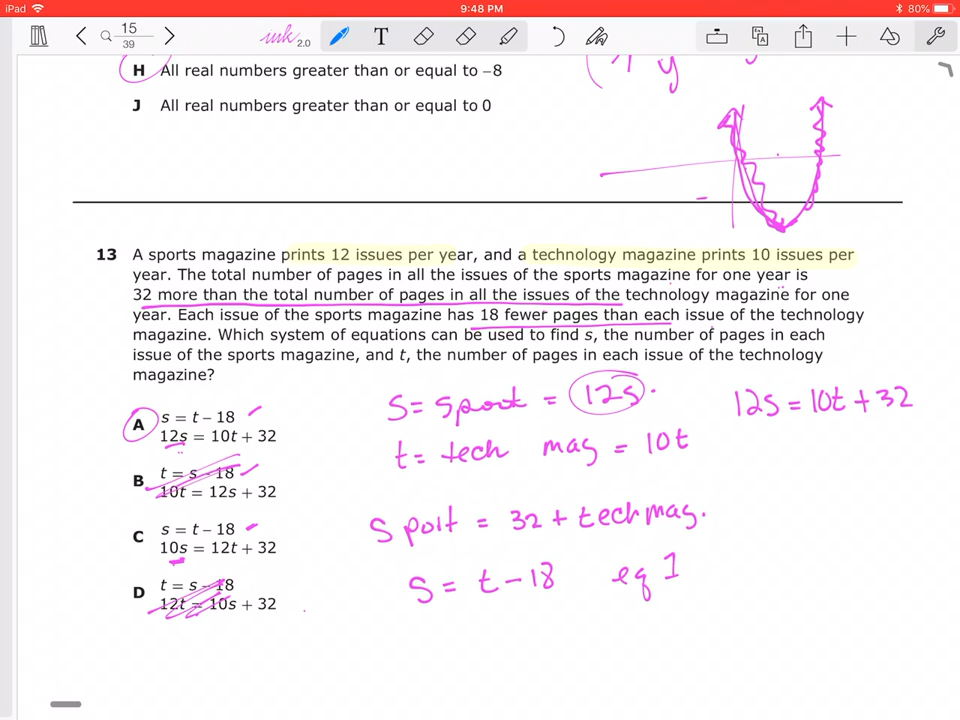 iPad 9:48 PM 80%
15
39
ink 2.0 T
H All real numbers greater than or equal to –8
J All real numbers greater than or equal to 0
y
13 A sports magazine prints 12 issues per year, and a technology magazine prints 10 issues per
year. The total number of pages in all the issues of the sports magazine for one year is
32 more than the total number of pages in all the issues of the technology magazine for one
year. Each issue of the sports magazine has 18 fewer pages than each issue of the technology
magazine. Which system of equations can be used to find s, the number of pages in each
issue of the sports magazine, and t, the number of pages in each issue of the technology
magazine?
A s = t – 18
12s = 10t + 32
B t = s – 18
10t = 12s + 32
C s = t – 18
10s = 12t + 32
D t = s – 18
12t = 10s + 32
S = sport = 12s.
12s = 10t + 32
t = tech mag = 10t
Sport = 32 + tech mag.
S = t – 18 eq 1